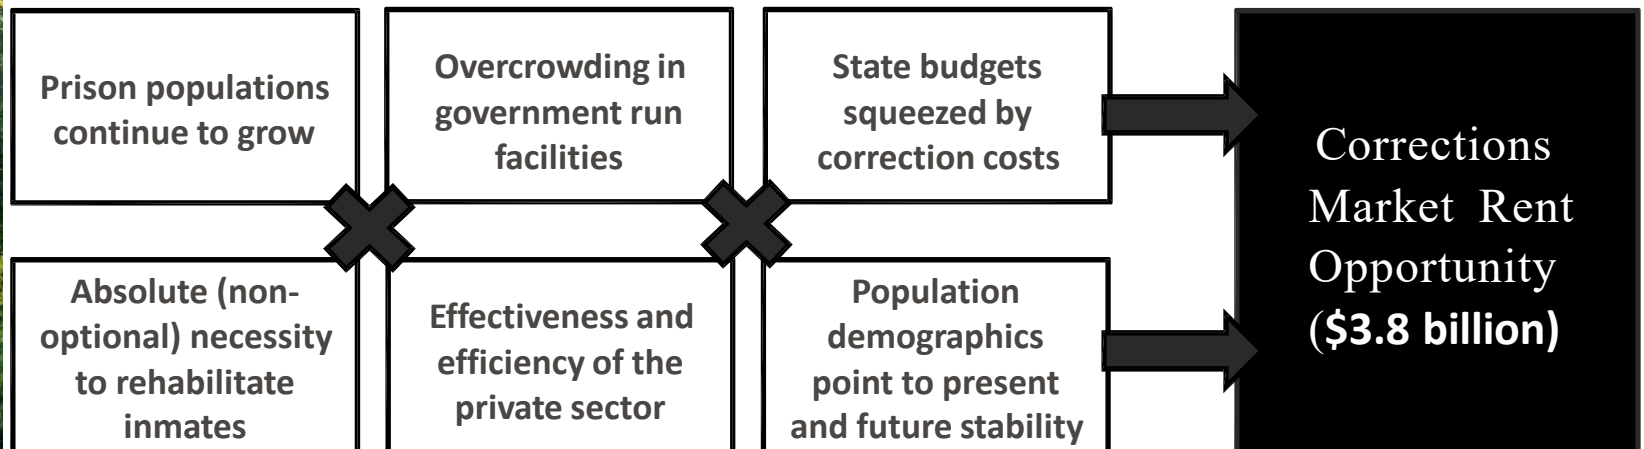 Prison populations
continue to grow
Overcrowding in
government run
facilities
State budgets
squeezed by
correction costs
Absolute (non-
optional) necessity
to rehabilitate
inmates
Effectiveness and
efficiency of the
private sector
Population
demographics
point to present
and future stability
Corrections
Market Rent
Opportunity
($3.8 billion)